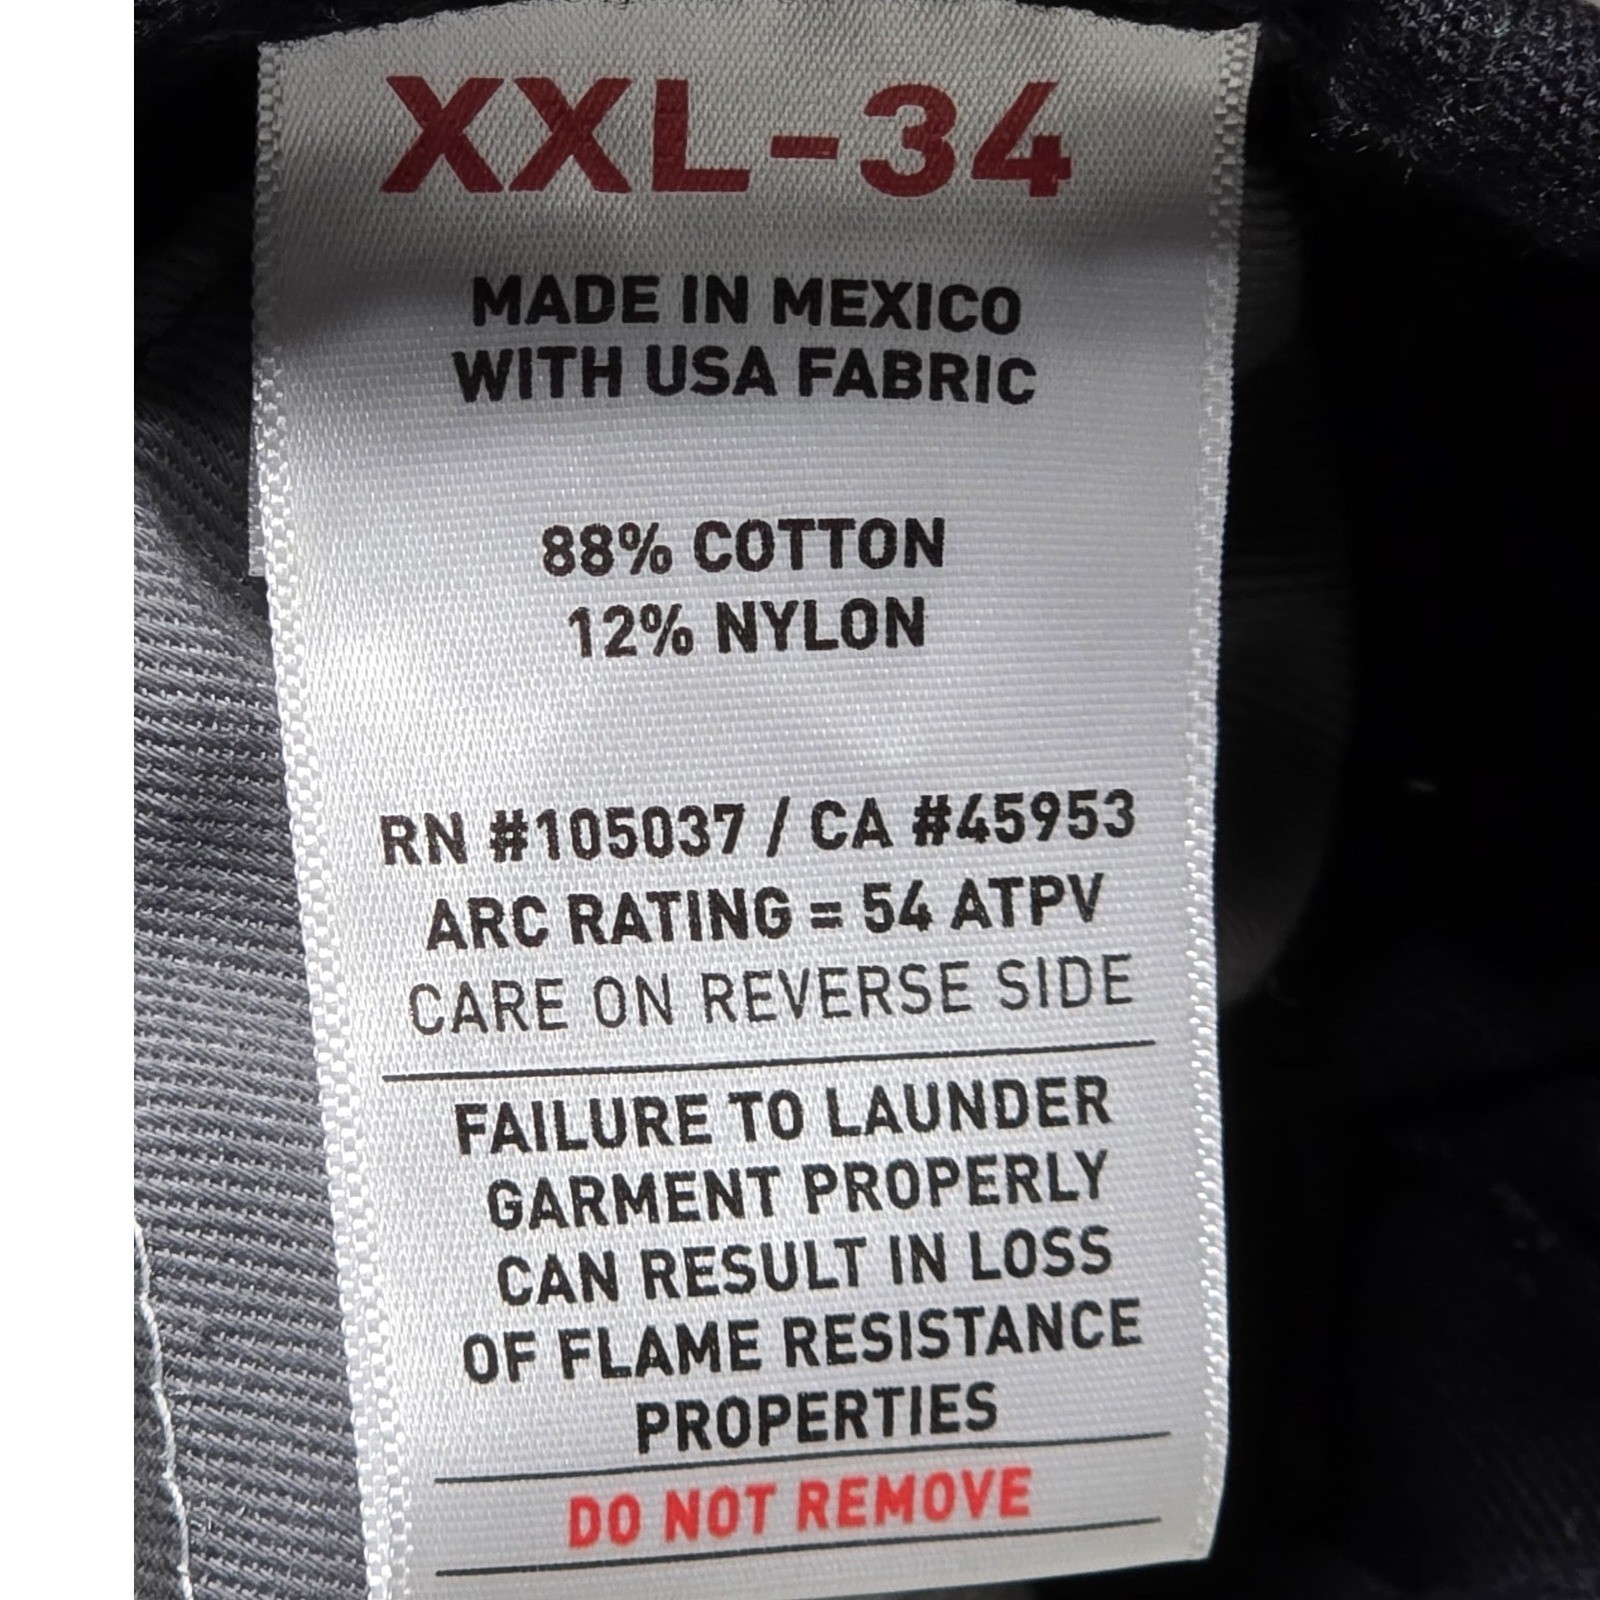 XXL-34
MADE IN MEXICO
WITH USA FABRIC
88% COTTON
12% NYLON
RN #105037 / CA #45953
ARC RATING = 54 ATPV
CARE ON REVERSE SIDE
FAILURE TO LAUNDER
GARMENT PROPERLY
CAN RESULT IN LOSS
OF FLAME RESISTANCE
PROPERTIES
DO NOT REMOVE